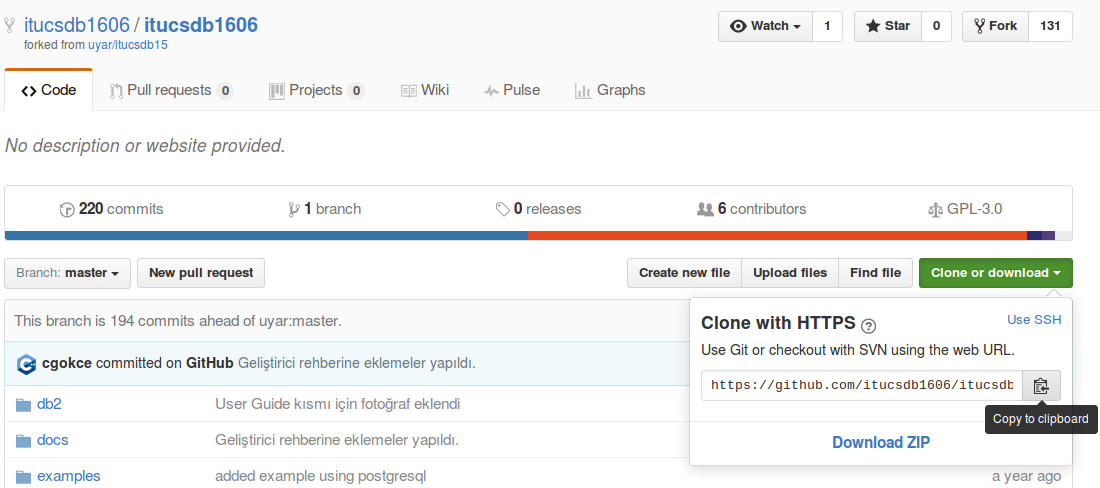 itucsdb1606 / itucsdb1606
forked from uyar/itucsdb15
Watch 1 Star 0 Fork 131
Code Pull requests 0 Projects 0 Wiki Pulse Graphs
No description or website provided.
220 commits 1 branch 0 releases 6 contributors GPL-3.0
Branch: master New pull request Create new file Upload files Find file Clone or download
This branch is 194 commits ahead of uyar:master.
cgokce committed on GitHub Geliştirici rehberine eklemeler yapıldı.
db2 User Guide kısmı için fotoğraf eklendi
docs Geliştirici rehberine eklemeler yapıldı.
examples added example using postgresql a year ago
Clone with HTTPS ? Use SSH
Use Git or checkout with SVN using the web URL.
https://github.com/itucsdb1606/itucsdb
Copy to clipboard
Download ZIP